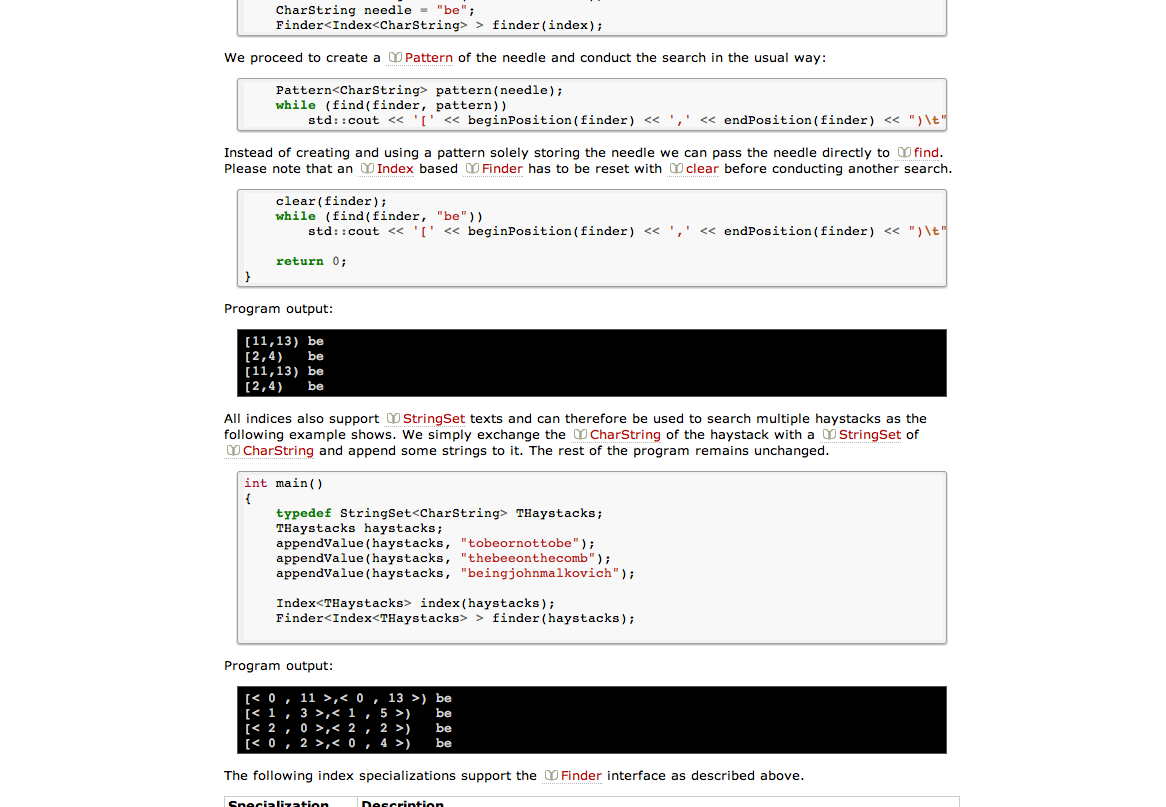 CharString needle = "be";
Finder<Index<CharString> > finder(index);
We proceed to create a Pattern of the needle and conduct the search in the usual way:
Pattern<CharString> pattern(needle);
while (find(finder, pattern))
std::cout << '[' << beginPosition(finder) << ',' << endPosition(finder) << ")\t"
Instead of creating and using a pattern solely storing the needle we can pass the needle directly to find.
Please note that an Index based Finder has to be reset with clear before conducting another search.
clear(finder);
while (find(finder, "be"))
std::cout << '[' << beginPosition(finder) << ',' << endPosition(finder) << ")\t"
return 0;
}
Program output:
[11,13) be
[2,4) be
[11,13) be
[2,4) be
All indices also support StringSet texts and can therefore be used to search multiple haystacks as the
following example shows. We simply exchange the CharString of the haystack with a StringSet of
CharString and append some strings to it. The rest of the program remains unchanged.
int main()
{
typedef StringSet<CharString> THaystacks;
THaystacks haystacks;
appendValue(haystacks, "tobeornottobe");
appendValue(haystacks, "thebeeonthecomb");
appendValue(haystacks, "beingjohnmalkovich");
Index<THaystacks> index(haystacks);
Finder<Index<THaystacks> > finder(haystacks);
Program output:
[< 0 , 11 >,< 0 , 13 >) be
[< 1 , 3 >,< 1 , 5 >) be
[< 2 , 0 >,< 2 , 2 >) be
[< 0 , 2 >,< 0 , 4 >) be
The following index specializations support the Finder interface as described above.
Specialization Description